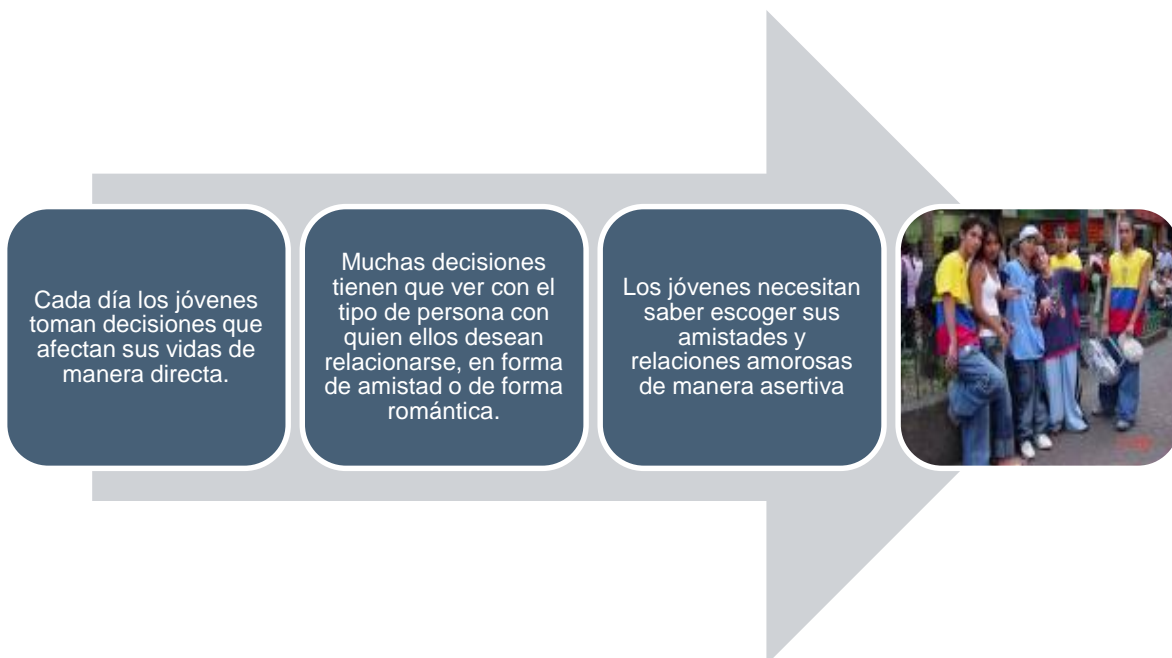 Cada día los jóvenes
toman decisiones que
afectan sus vidas de
manera directa.
Muchas decisiones
tienen que ver con el
tipo de persona con
quien ellos desean
relacionarse, en forma
de amistad o de forma
romántica.
Los jóvenes necesitan
saber escoger sus
amistades y
relaciones amorosas
de manera asertiva